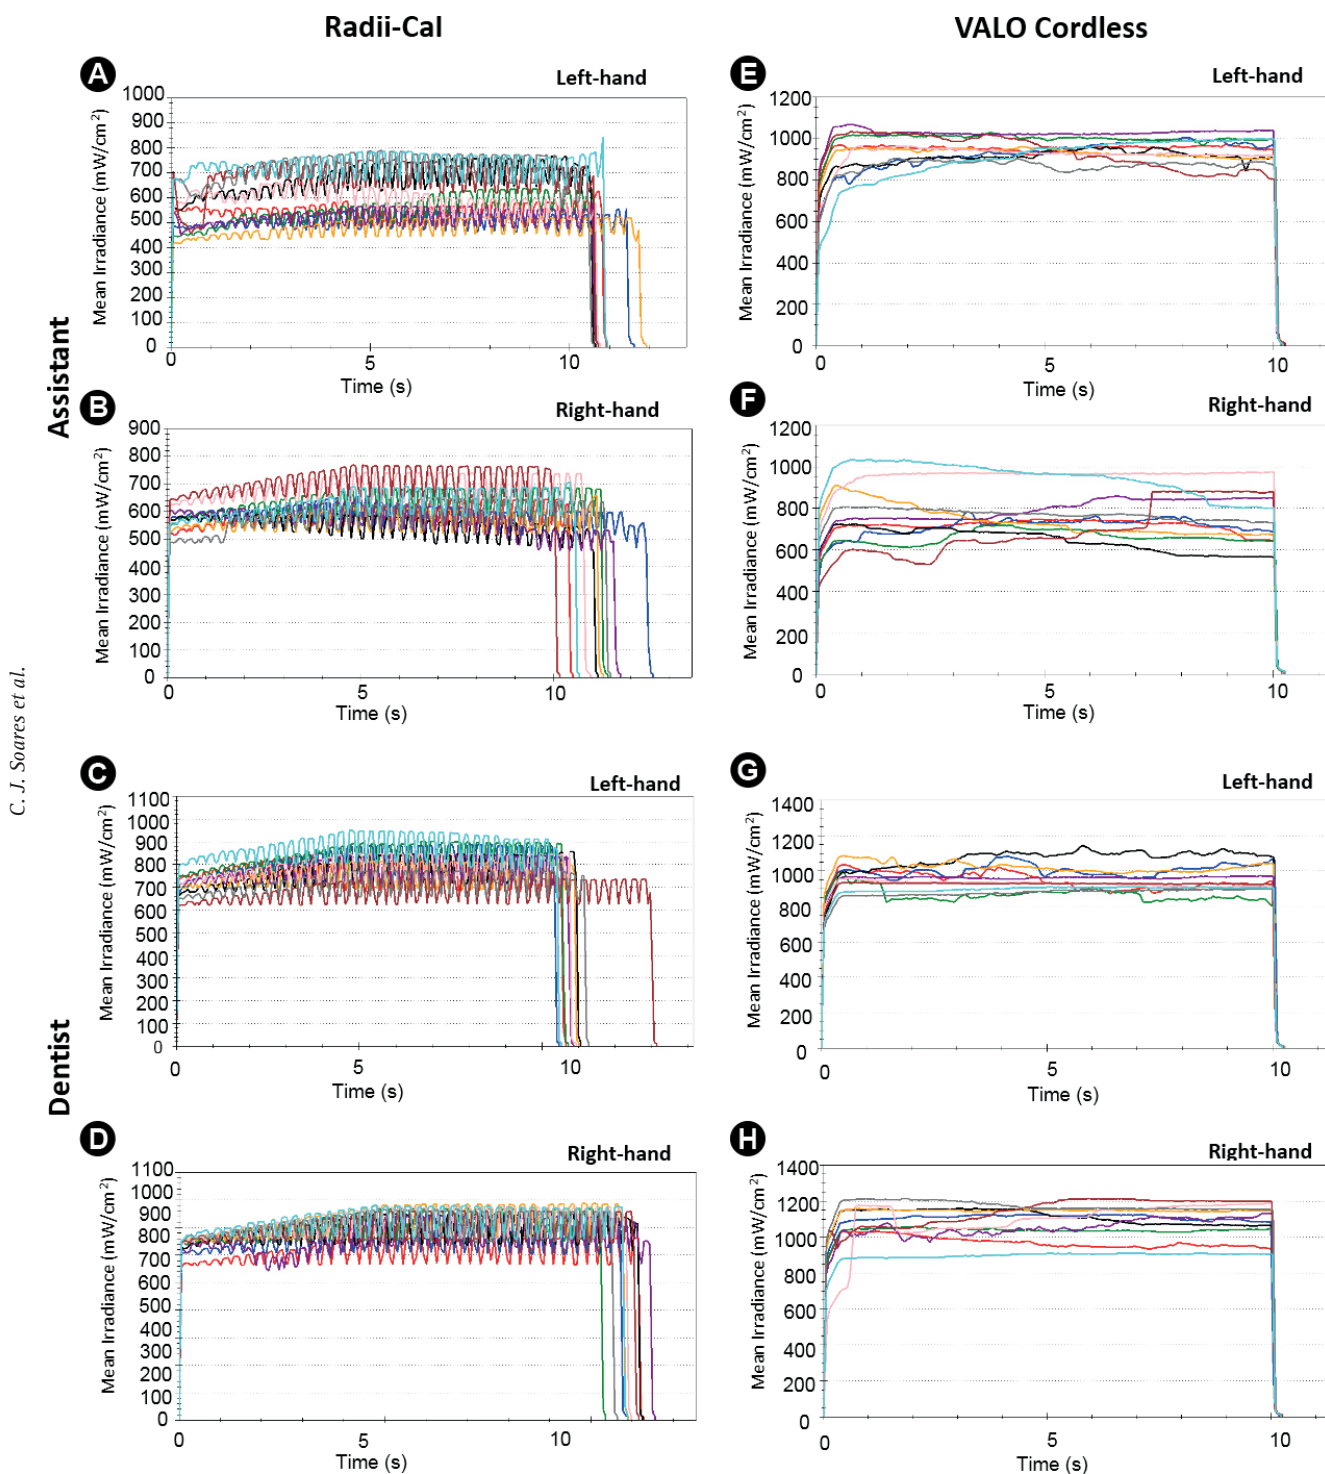 Radii-Cal
VALO Cordless
Assistant
Dentist
C. J. Soares et al.
A
Left-hand
Mean Irradiance (mW/cm²)
1000
900
800
700
600
500
400
300
200
100
0
0 5 10
Time (s)
B
Right-hand
Mean Irradiance (mW/cm²)
900
800
700
600
500
400
300
200
100
0
0 5 10
Time (s)
C
Left-hand
Mean Irradiance (mW/cm²)
1100
1000
900
800
700
600
500
400
300
200
100
0
0 5 10
Time (s)
D
Right-hand
Mean Irradiance (mW/cm²)
1100
1000
900
800
700
600
500
400
300
200
100
0
0 5 10
Time (s)
E
Left-hand
Mean Irradiance (mW/cm²)
1200
1000
800
600
400
200
0
0 5 10
Time (s)
F
Right-hand
Mean Irradiance (mW/cm²)
1200
1000
800
600
400
200
0
0 5 10
Time (s)
G
Left-hand
Mean Irradiance (mW/cm²)
1400
1200
1000
800
600
400
200
0
0 5 10
Time (s)
H
Right-hand
Mean Irradiance (mW/cm²)
1400
1200
1000
800
600
400
200
0
0 5 10
Time (s)